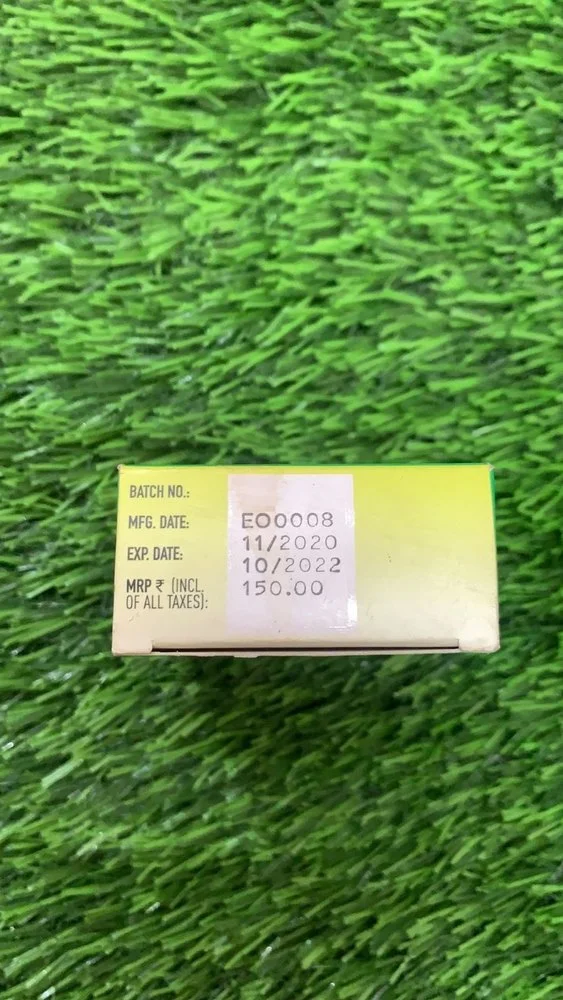 BATCH NO.:
MFG. DATE: EO0008
EXP. DATE: 11/2020
10/2022
MRP ₹ (INCL. 150.00
OF ALL TAXES):